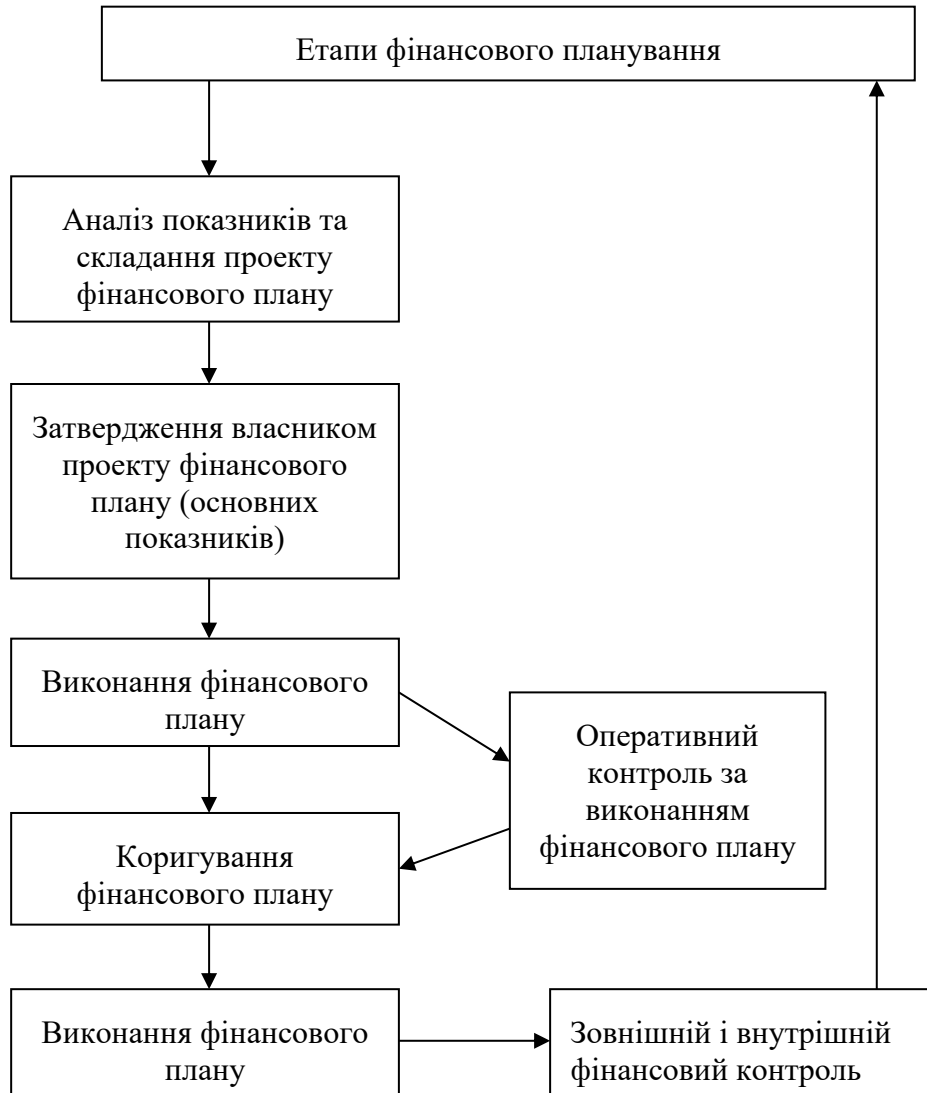 Етапи фінансового планування
Аналіз показників та
складання проекту
фінансового плану
Затвердження власником
проекту фінансового
плану (основних
показників)
Виконання фінансового
плану
Оперативний
контроль за
виконанням
фінансового плану
Коригування
фінансового плану
Виконання фінансового
плану
Зовнішній і внутрішній
фінансовий контроль